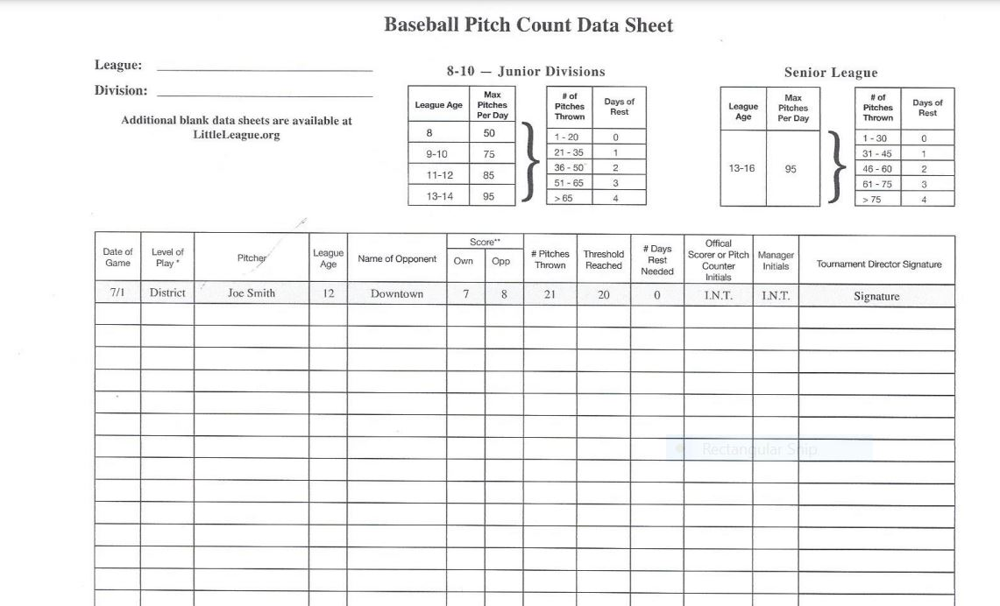 Baseball Pitch Count Data Sheet
League:
Division:
Additional blank data sheets are available at
LittleLeague.org
8-10 — Junior Divisions
League Age Max Pitches Per Day
8 50
9-10 75
11-12 85
13-14 95
# of Pitches Thrown Days of Rest
1 - 20 0
21 - 35 1
36 - 50 2
51 - 65 3
> 65 4
Senior League
League Age Max Pitches Per Day
13-16 95
# of Pitches Thrown Days of Rest
1 - 30 0
31 - 45 1
46 - 60 2
61 - 75 3
> 75 4
Date of Game Level of Play* Pitcher League Age Name of Opponent Score** Own Opp # Pitches Thrown Threshold Reached # Days Rest Needed Offical Scorer or Pitch Counter Initials Manager Initials Tournament Director Signature
7/1 District Joe Smith 12 Downtown 7 8 21 20 0 I.N.T. I.N.T. Signature
Rectangular Snip